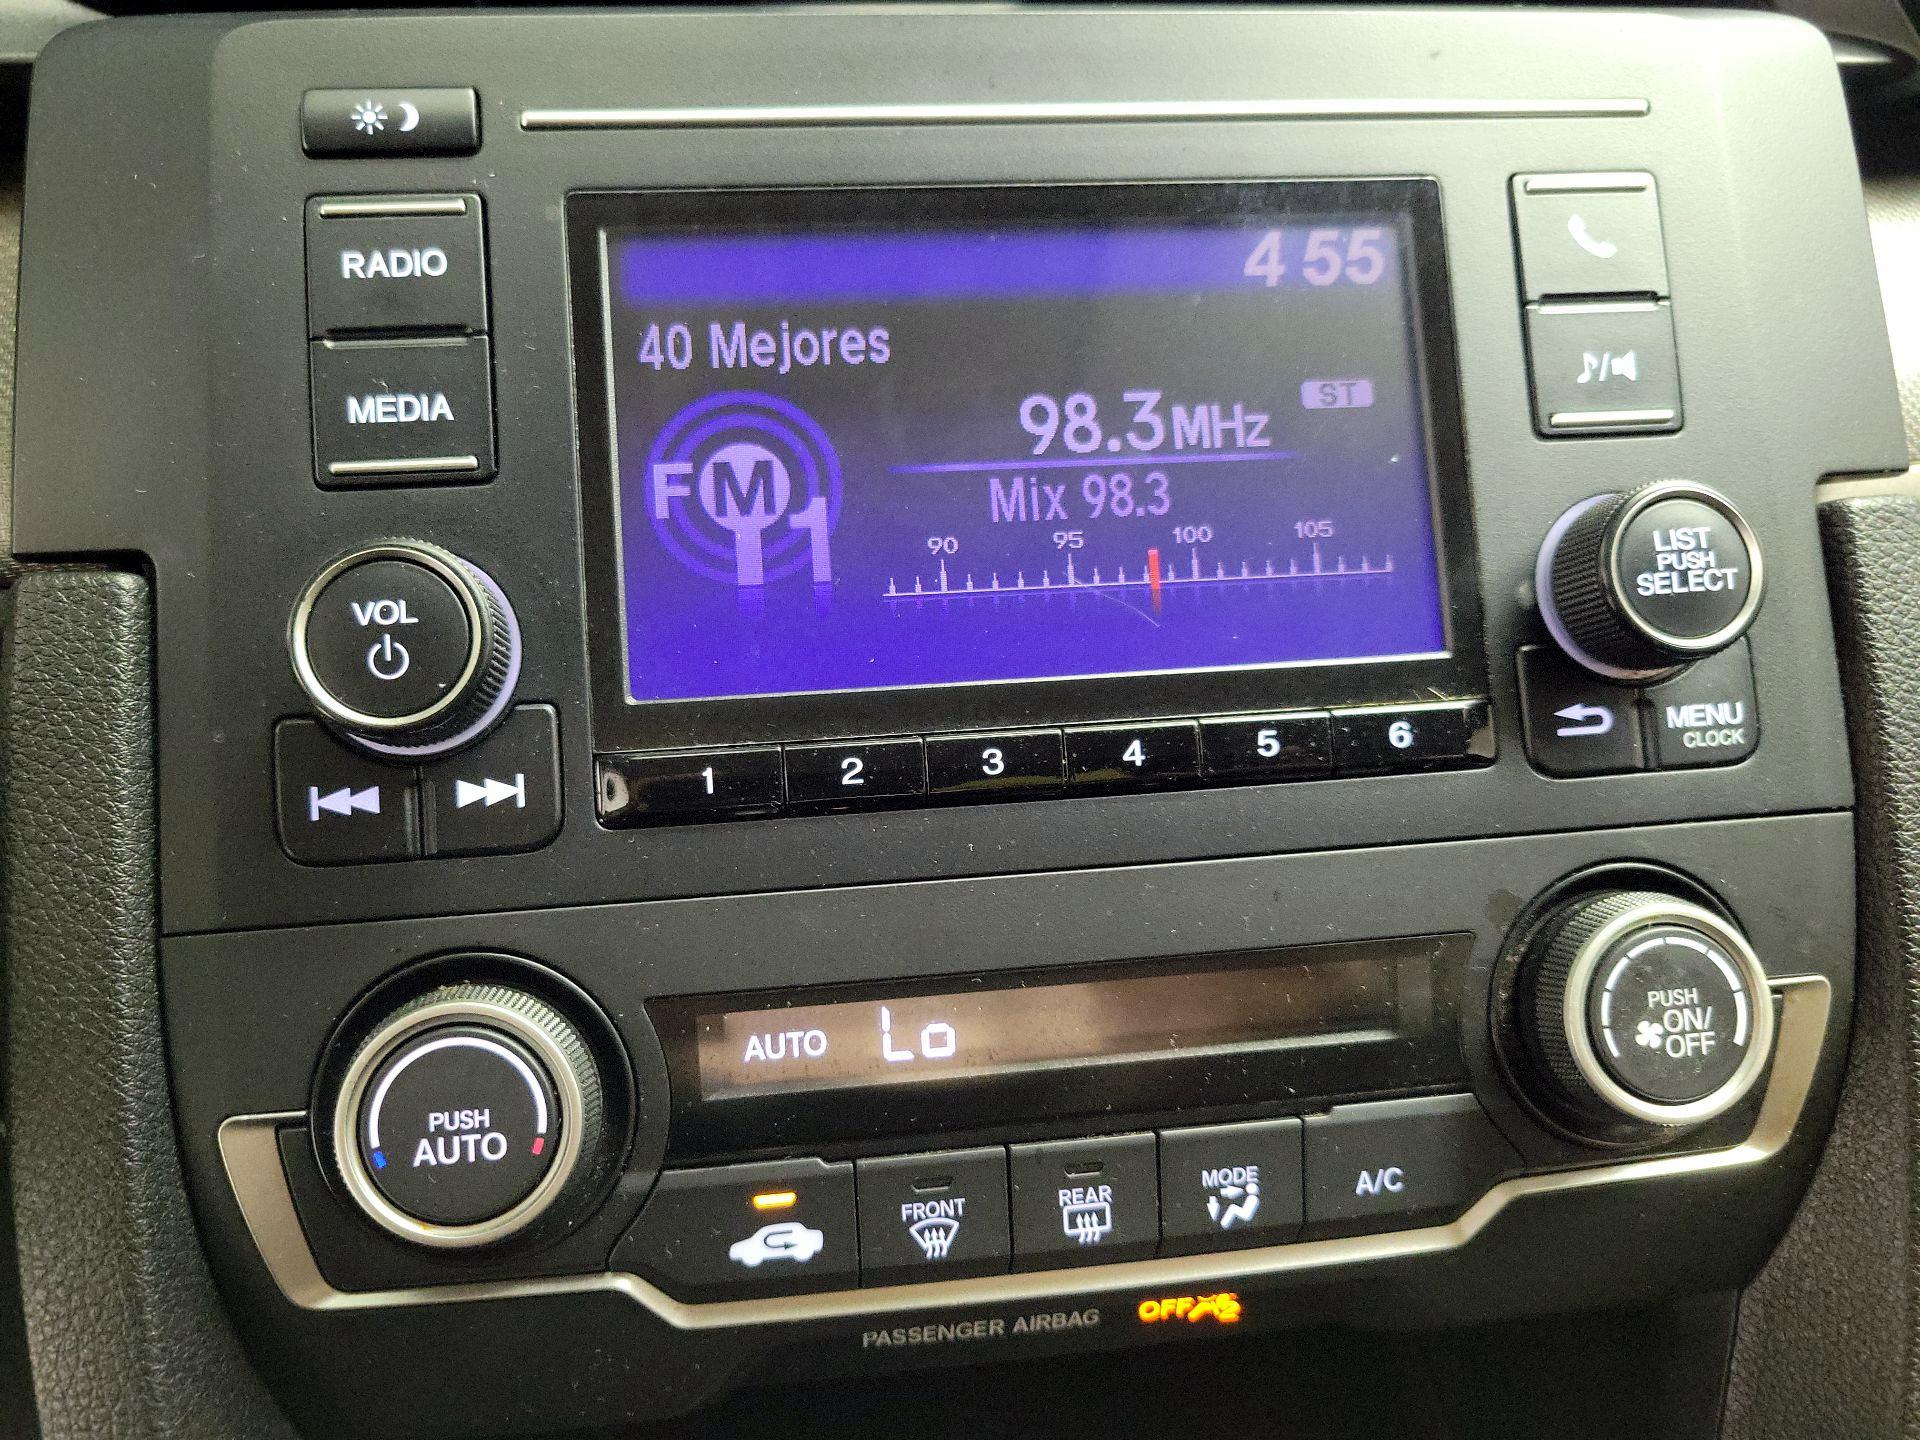 4 55
RADIO
40 Mejores
98.3MHz
ST
MEDIA
FM1
Mix 98.3
90 95 100 105
LIST
PUSH
SELECT
VOL
MENU
CLOCK
1 2 3 4 5 6
AUTO Lo
PUSH
ON/
OFF
PUSH
AUTO
FRONT
REAR
MODE
A/C
PASSENGER AIRBAG OFF 2